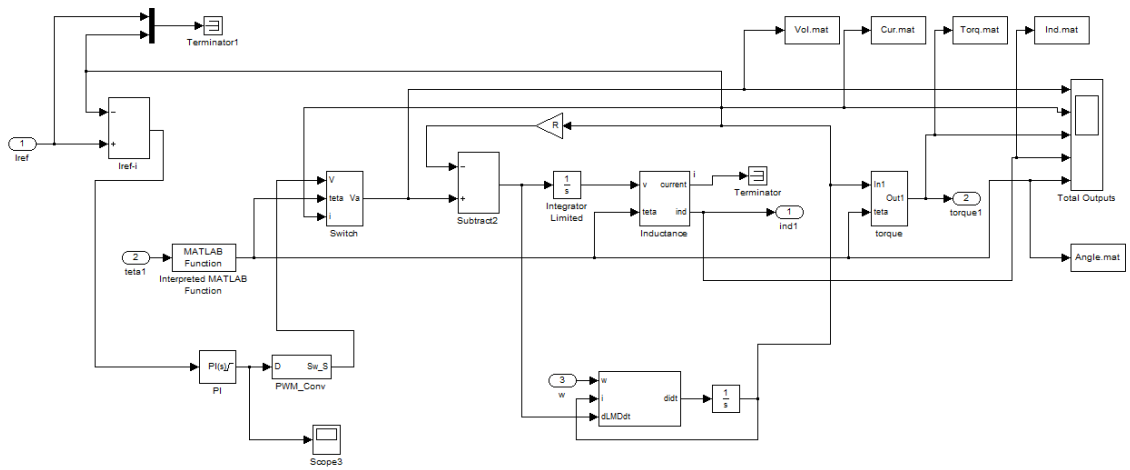 Vol.mat
Cur.mat
Torq.mat
Ind.mat
Terminator1
−
+
1
Iref
Iref-i
R
Total Outputs
V
teta Va
i
Switch
−
+
Subtract2
1
s
Integrator
Limited
v current
teta ind
Inductance
i
Terminator
1
ind1
In1
Out1
teta
torque
2
torque1
2
teta1
MATLAB
Function
Interpreted MATLAB
Function
Angle.mat
PI(s)
PI
D Sw_S
PWM_Conv
Scope3
3
w
w
i didt
dLMDdt
1
s